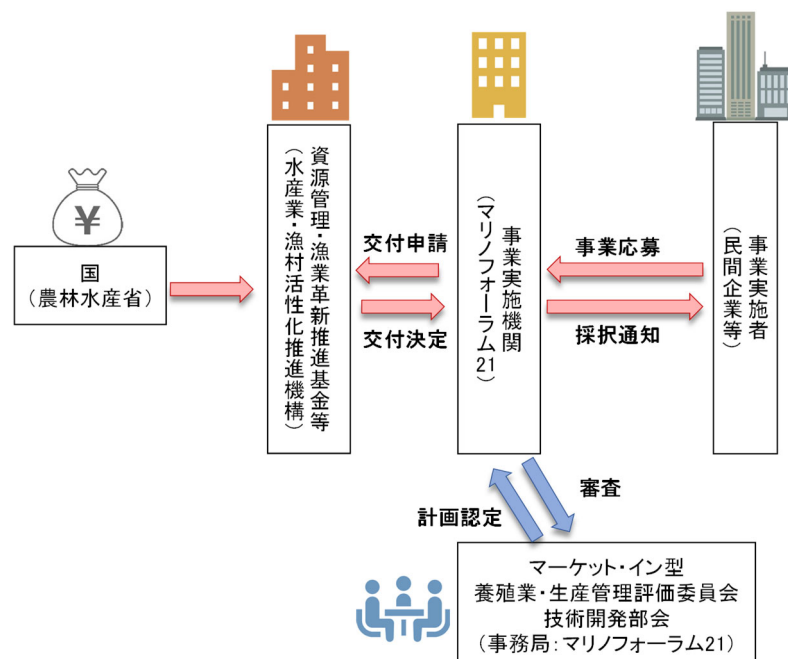 ¥
国
（農林水産省）
資源管理・漁業革新推進基金等
（水産業・漁村活性化推進機構）
交付申請
交付決定
事業実施機関
（マリノフォーラム21）
事業応募
採択通知
事業実施者
（民間企業等）
計画認定
審査
マーケット・イン型
養殖業・生産管理評価委員会
技術開発部会
（事務局：マリノフォーラム21）